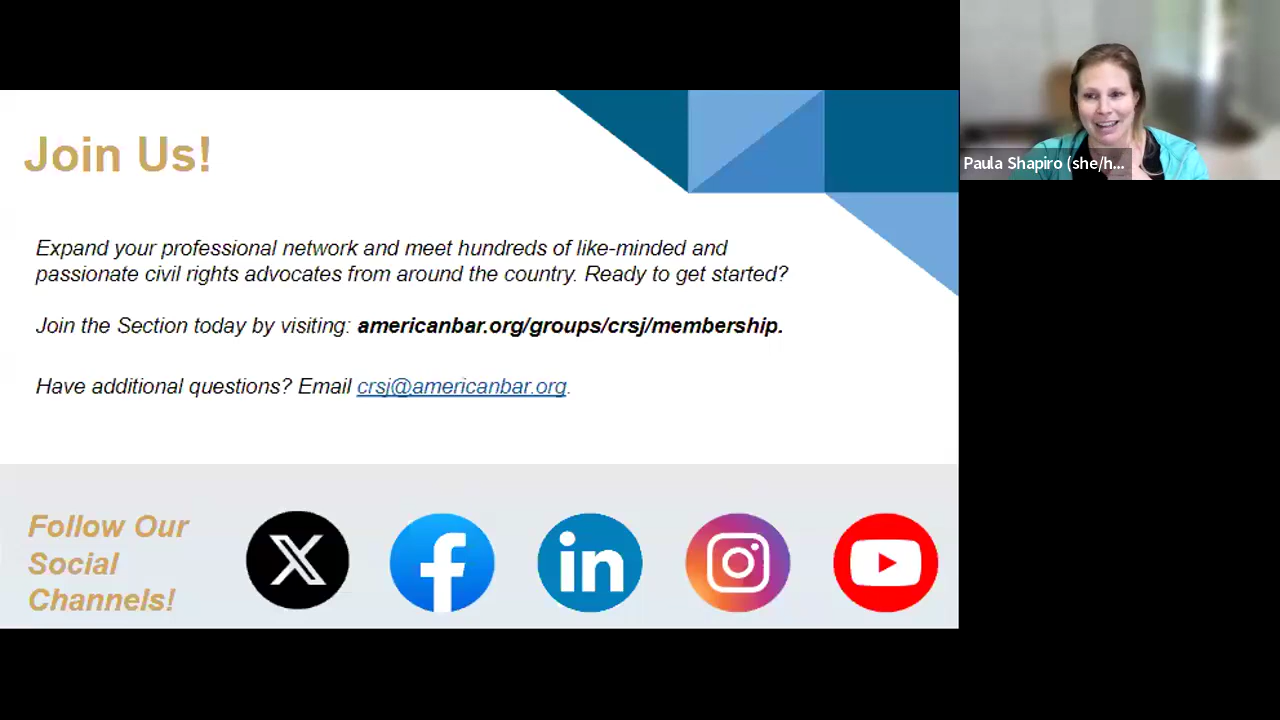 Join Us!
Expand your professional network and meet hundreds of like-minded and
passionate civil rights advocates from around the country. Ready to get started?
Join the Section today by visiting: americanbar.org/groups/crsj/membership.
Have additional questions? Email crsj@americanbar.org.
Follow Our
Social
Channels!
Paula Shapiro (she/h...